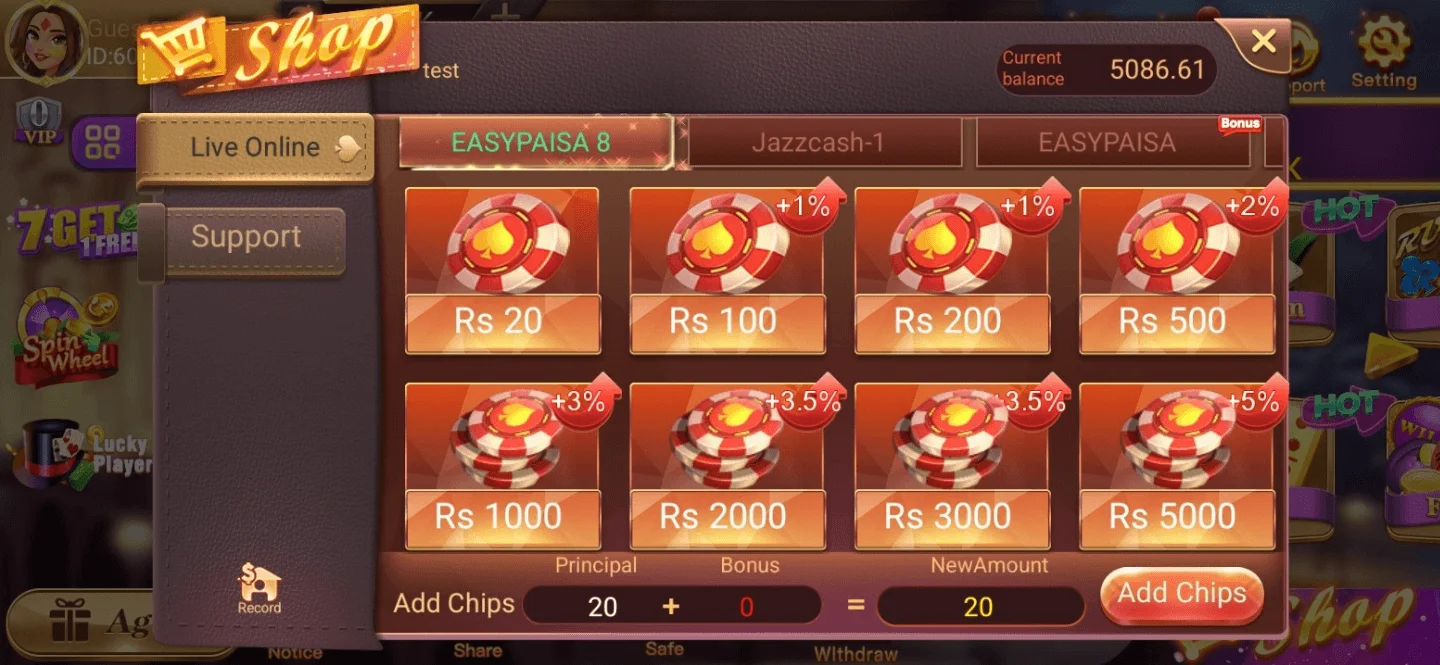 Shop
Gues
ID:60
test
Current
balance
5086.61
port
Setting
VIP
Live Online
EASYPAISA 8
Jazzcash-1
EASYPAISA
Bonus
7 GET
1 FREE
Support
+1%
+1%
+2%
HOT
Rs 20
Rs 100
Rs 200
Rs 500
Spin
Wheel
+3%
+3.5%
+3.5%
+5%
HOT
Lucky
Player
Rs 1000
Rs 2000
Rs 3000
Rs 5000
Record
Principal
Bonus
NewAmount
Add Chips
20
+
0
=
20
Add Chips
Ag
Shop
Notice
Share
Safe
WIthdraw